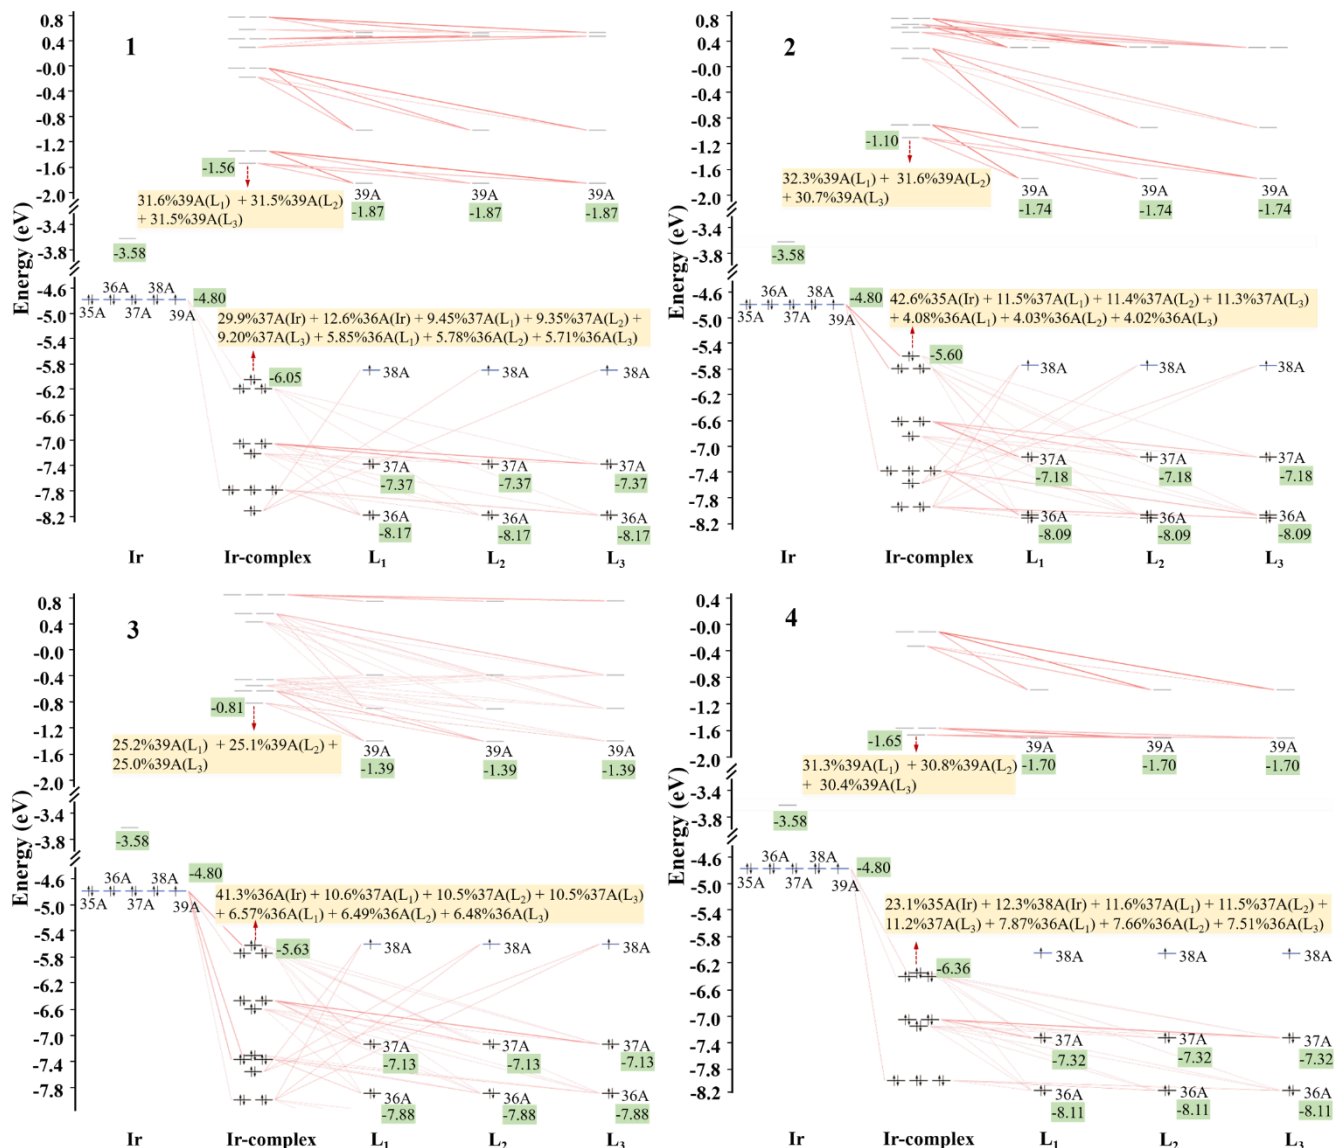 1
Energy (eV)
0.8
0.4
-0.0
-0.4
-0.8
-1.2
-1.6
-2.0
-3.4
-3.8
-4.6
-5.0
-5.4
-5.8
-6.2
-6.6
-7.0
-7.4
-7.8
-8.2
-1.56
31.6%39A(L₁) + 31.5%39A(L₂)
+ 31.5%39A(L₃)
39A 39A 39A
-1.87 -1.87 -1.87
-3.58
36A 38A
35A 37A 39A
-4.80
29.9%37A(Ir) + 12.6%36A(Ir) + 9.45%37A(L₁) + 9.35%37A(L₂) +
9.20%37A(L₃) + 5.85%36A(L₁) + 5.78%36A(L₂) + 5.71%36A(L₃)
-6.05
38A 38A 38A
37A 37A 37A
-7.37 -7.37 -7.37
36A 36A 36A
-8.17 -8.17 -8.17
Ir Ir-complex L₁ L₂ L₃
2
Energy (eV)
0.8
0.4
-0.0
-0.4
-0.8
-1.2
-1.6
-2.0
-3.4
-3.8
-4.6
-5.0
-5.4
-5.8
-6.2
-6.6
-7.0
-7.4
-7.8
-8.2
-1.10
32.3%39A(L₁) + 31.6%39A(L₂)
+ 30.7%39A(L₃)
39A 39A 39A
-1.74 -1.74 -1.74
-3.58
36A 38A
35A 37A 39A
-4.80
42.6%35A(Ir) + 11.5%37A(L₁) + 11.4%37A(L₂) + 11.3%37A(L₃)
+ 4.08%36A(L₁) + 4.03%36A(L₂) + 4.02%36A(L₃)
-5.60
38A 38A 38A
37A 37A 37A
-7.18 -7.18 -7.18
36A 36A 36A
-8.09 -8.09 -8.09
Ir Ir-complex L₁ L₂ L₃
3
Energy (eV)
0.8
0.4
-0.0
-0.4
-0.8
-1.2
-1.6
-2.0
-3.4
-3.8
-4.6
-5.0
-5.4
-5.8
-6.2
-6.6
-7.0
-7.4
-7.8
-0.81
25.2%39A(L₁) + 25.1%39A(L₂) +
25.0%39A(L₃)
39A 39A 39A
-1.39 -1.39 -1.39
-3.58
36A 38A
35A 37A 39A
-4.80
41.3%36A(Ir) + 10.6%37A(L₁) + 10.5%37A(L₂) + 10.5%37A(L₃)
+ 6.57%36A(L₁) + 6.49%36A(L₂) + 6.48%36A(L₃)
-5.63
38A 38A 38A
37A 37A 37A
-7.13 -7.13 -7.13
36A 36A 36A
-7.88 -7.88 -7.88
Ir Ir-complex L₁ L₂ L₃
4
Energy (eV)
0.4
-0.0
-0.4
-0.8
-1.2
-1.6
-2.0
-3.4
-3.8
-4.6
-5.0
-5.4
-5.8
-6.2
-6.6
-7.0
-7.4
-7.8
-8.2
-1.65
31.3%39A(L₁) + 30.8%39A(L₂)
+ 30.4%39A(L₃)
39A 39A 39A
-1.70 -1.70 -1.70
-3.58
36A 38A
35A 37A 39A
-4.80
23.1%35A(Ir) + 12.3%38A(Ir) + 11.6%37A(L₁) + 11.5%37A(L₂) +
11.2%37A(L₃) + 7.87%36A(L₁) + 7.66%36A(L₂) + 7.51%36A(L₃)
-6.36
38A 38A 38A
37A 37A 37A
-7.32 -7.32 -7.32
36A 36A 36A
-8.11 -8.11 -8.11
Ir Ir-complex L₁ L₂ L₃